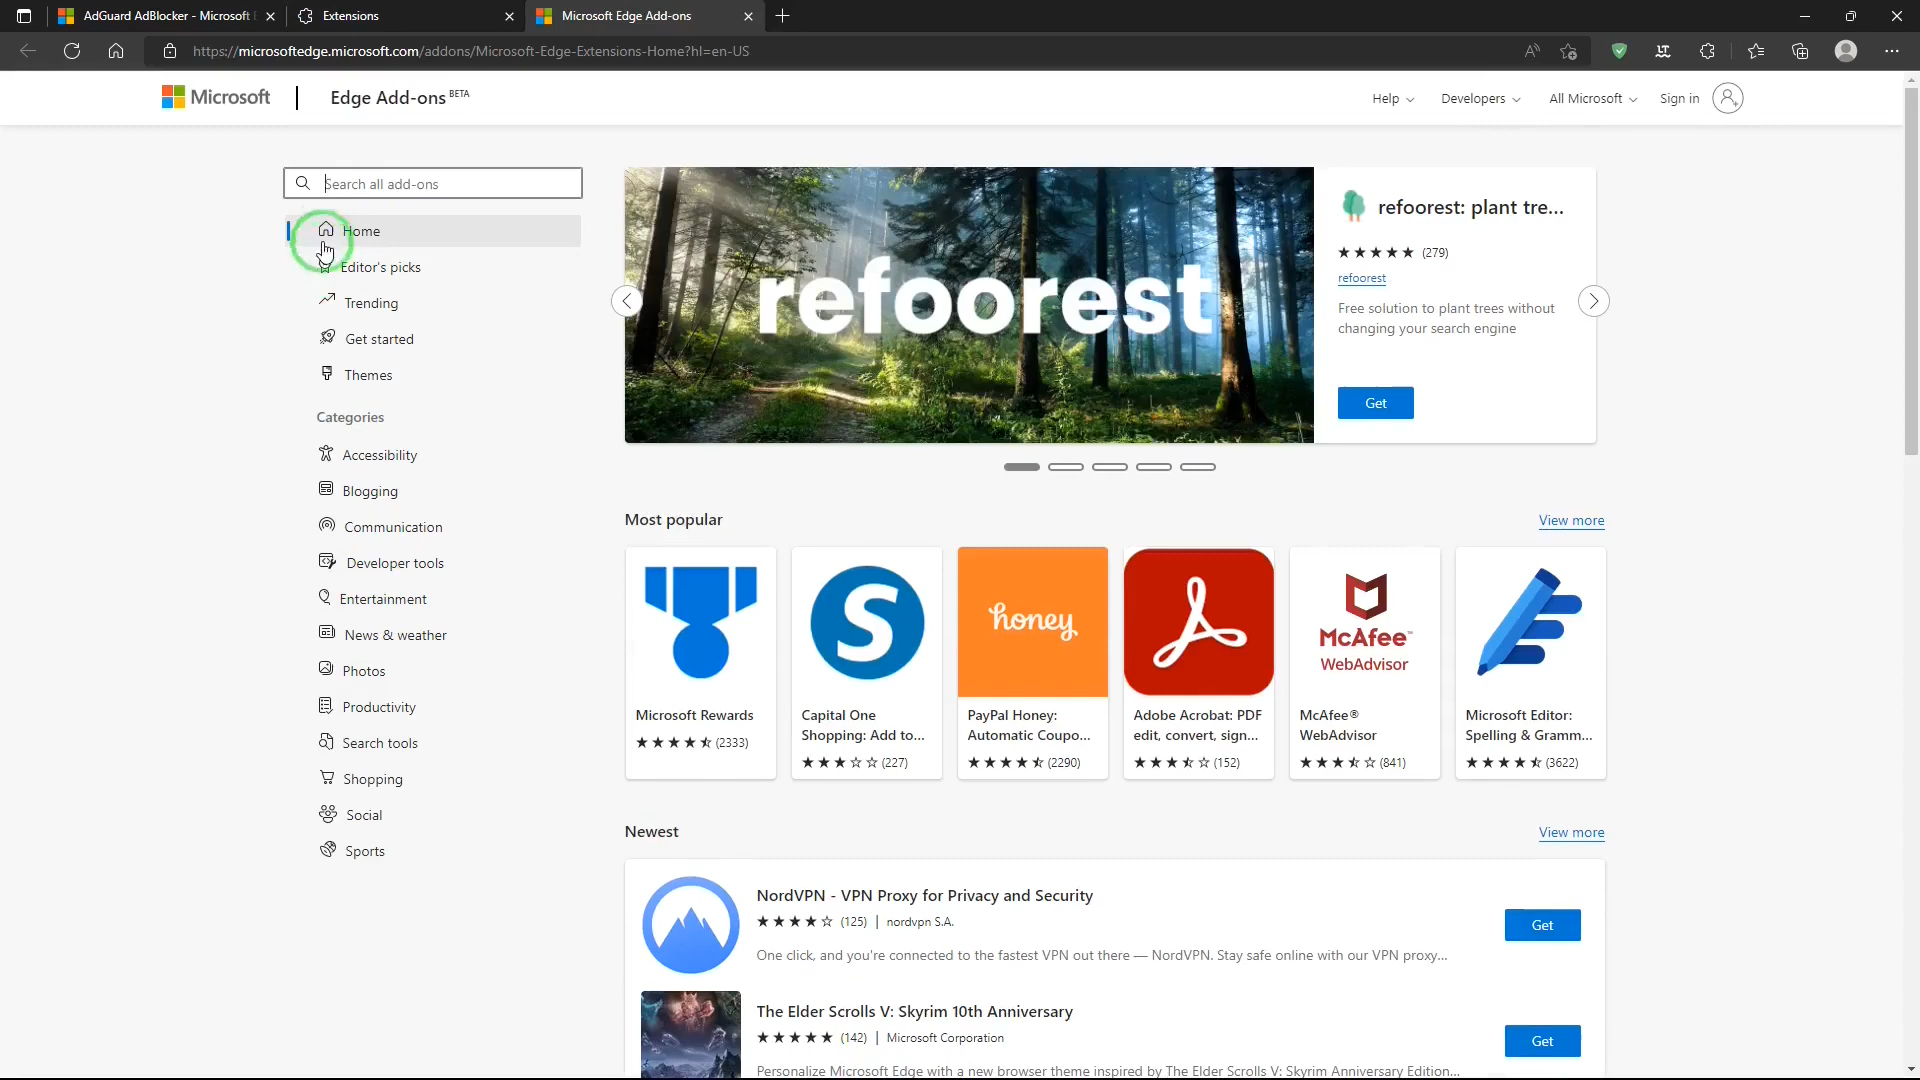 AdGuard AdBlocker - Microsoft
Extensions
Microsoft Edge Add-ons
https://microsoftedge.microsoft.com/addons/Microsoft-Edge-Extensions-Home?hl=en-US
Microsoft
Edge Add-ons BETA
Help
Developers
All Microsoft
Sign in
Search all add-ons
Home
Editor's picks
Trending
Get started
Themes
Categories
Accessibility
Blogging
Communication
Developer tools
Entertainment
News & weather
Photos
Productivity
Search tools
Shopping
Social
Sports
refoorest
refoorest: plant tre...
(279)
refoorest
Free solution to plant trees without
changing your search engine
Get
Most popular
View more
honey
McAfee™
WebAdvisor
Microsoft Rewards
(2333)
Capital One
Shopping: Add to...
(227)
PayPal Honey:
Automatic Coupo...
(2290)
Adobe Acrobat: PDF
edit, convert, sign...
(152)
McAfee®
WebAdvisor
(841)
Microsoft Editor:
Spelling & Gramm...
(3622)
Newest
View more
NordVPN - VPN Proxy for Privacy and Security
(125) | nordvpn S.A.
One click, and you're connected to the fastest VPN out there — NordVPN. Stay safe online with our VPN proxy...
Get
The Elder Scrolls V: Skyrim 10th Anniversary
(142) | Microsoft Corporation
Personalize Microsoft Edge with a new browser theme inspired by The Elder Scrolls V: Skyrim Anniversary Edition...
Get